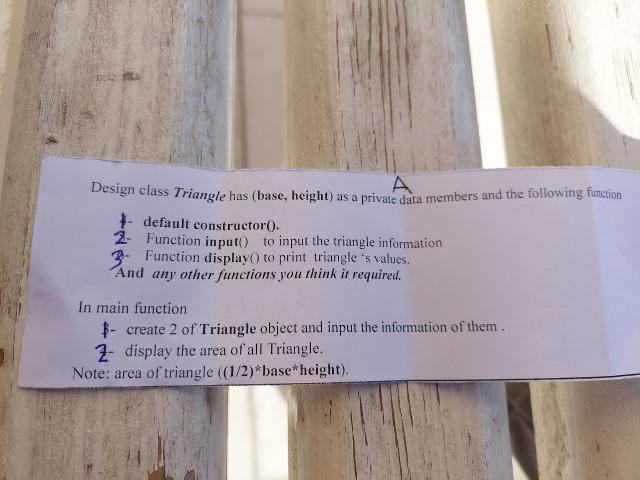 A
Design class Triangle has (base, height) as a private data members and the following function
1- default constructor().
2- Function input() to input the triangle information
3- Function display() to print triangle 's values.
And any other functions you think it required.
In main function
1- create 2 of Triangle object and input the information of them .
2- display the area of all Triangle.
Note: area of triangle ((1/2)*base*height).